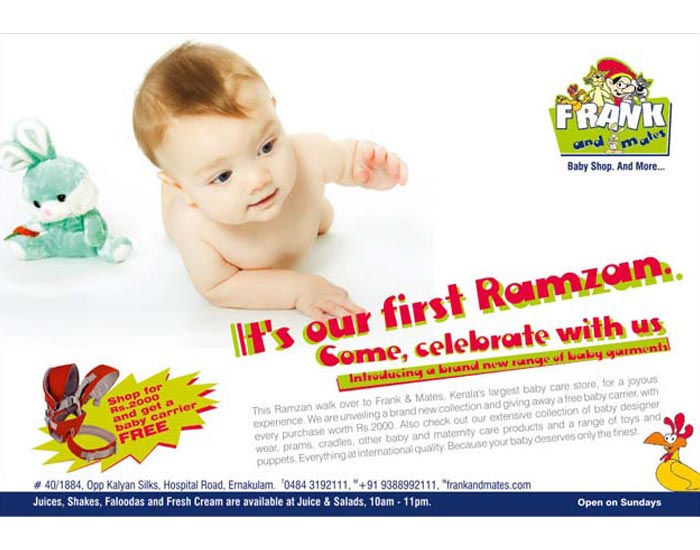 FRANK
and mates
Baby Shop. And More...
It's our first Ramzan.
Come, celebrate with us
Introducing a brand new range of baby garments
Shop for
Rs.2000
and get a
baby carrier
FREE
This Ramzan walk over to Frank & Mates, Kerala's largest baby care store, for a joyous
experience. We are unveiling a brand new collection and giving away a free baby carrier, with
every purchase worth Rs.2000. Also check out our extensive collection of baby designer
wear, prams, cradles, other baby and maternity care products and a range of toys and
puppets. Everything at international quality. Because your baby deserves only the finest.
# 40/1884, Opp Kalyan Silks, Hospital Road, Ernakulam. T0484 3192111, M+91 9388992111, Wfrankandmates.com
Juices, Shakes, Faloodas and Fresh Cream are available at Juice & Salads, 10am - 11pm.
Open on Sundays